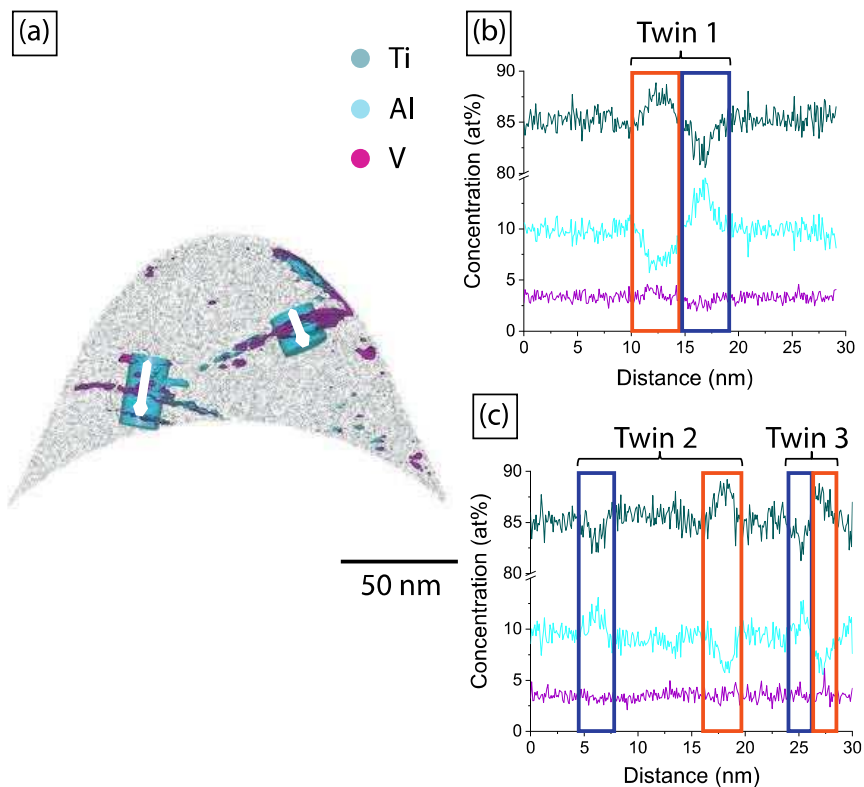 (a)
Ti
Al
V
50 nm
(b)
Twin 1
90
85
80
10
5
0
Concentration (at%)
0 5 10 15 20 25 30
Distance (nm)
(c)
Twin 2 Twin 3
90
85
80
10
5
0
Concentration (at%)
0 5 10 15 20 25 30
Distance (nm)